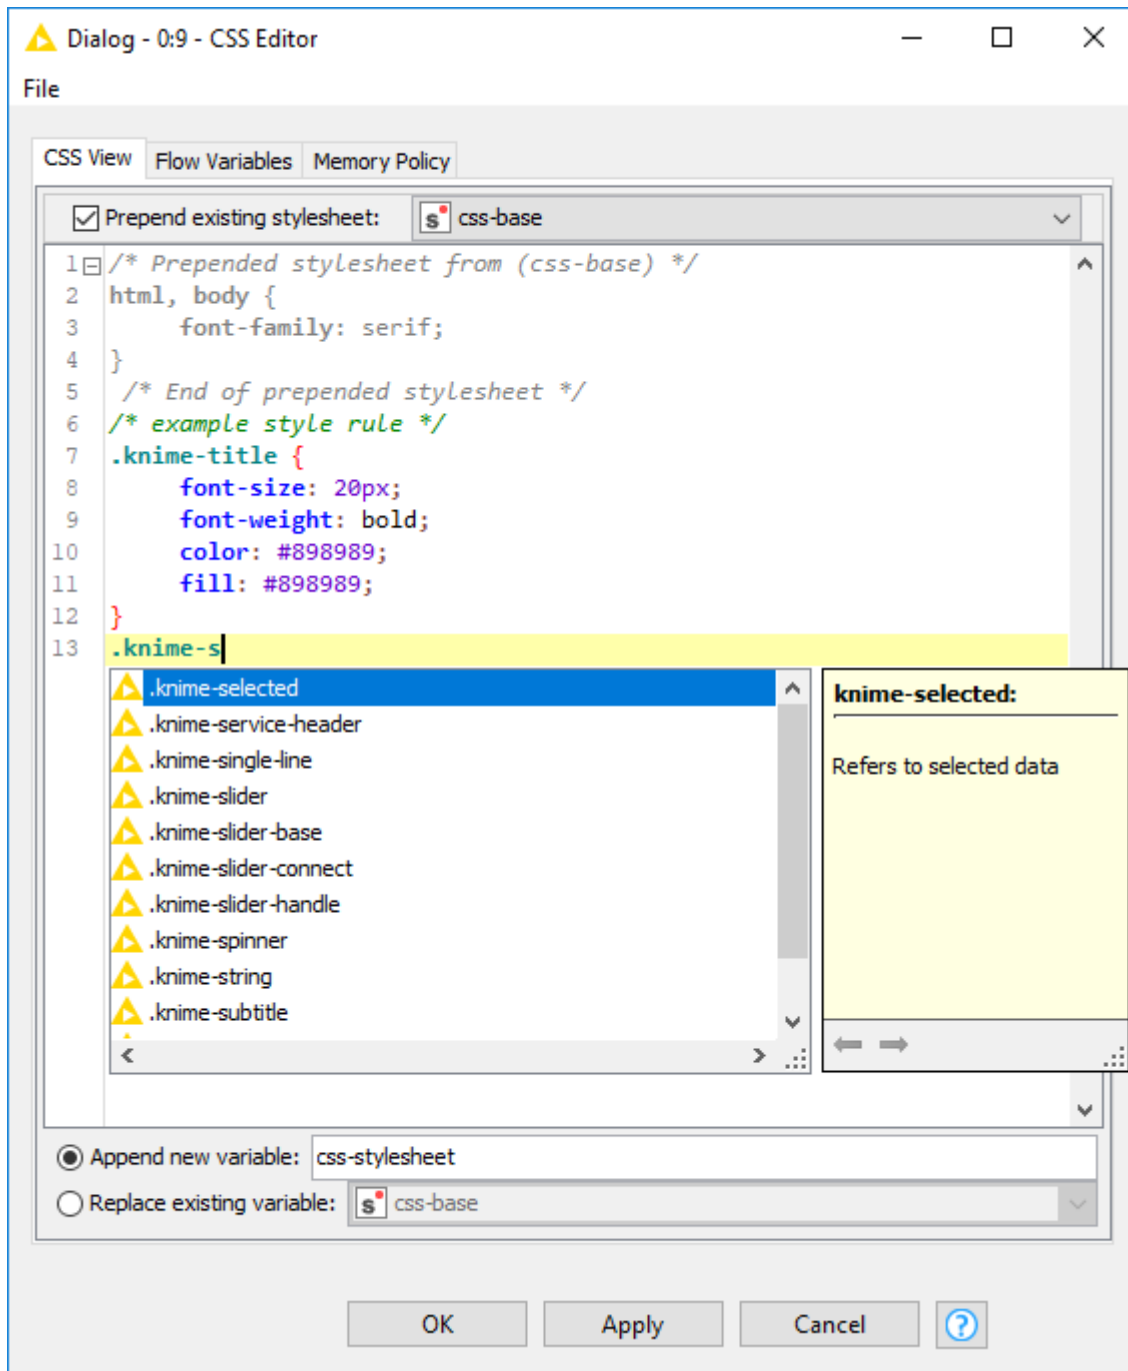 Dialog - 0:9 - CSS Editor
File
CSS View Flow Variables Memory Policy
Prepend existing stylesheet: s css-base
1 /* Prepended stylesheet from (css-base) */
2 html, body {
3 font-family: serif;
4 }
5 /* End of prepended stylesheet */
6 /* example style rule */
7 .knime-title {
8 font-size: 20px;
9 font-weight: bold;
10 color: #898989;
11 fill: #898989;
12 }
13 .knime-s
.knime-selected
.knime-service-header
.knime-single-line
.knime-slider
.knime-slider-base
.knime-slider-connect
.knime-slider-handle
.knime-spinner
.knime-string
.knime-subtitle
knime-selected:
Refers to selected data
Append new variable: css-stylesheet
Replace existing variable: s css-base
OK Apply Cancel ?